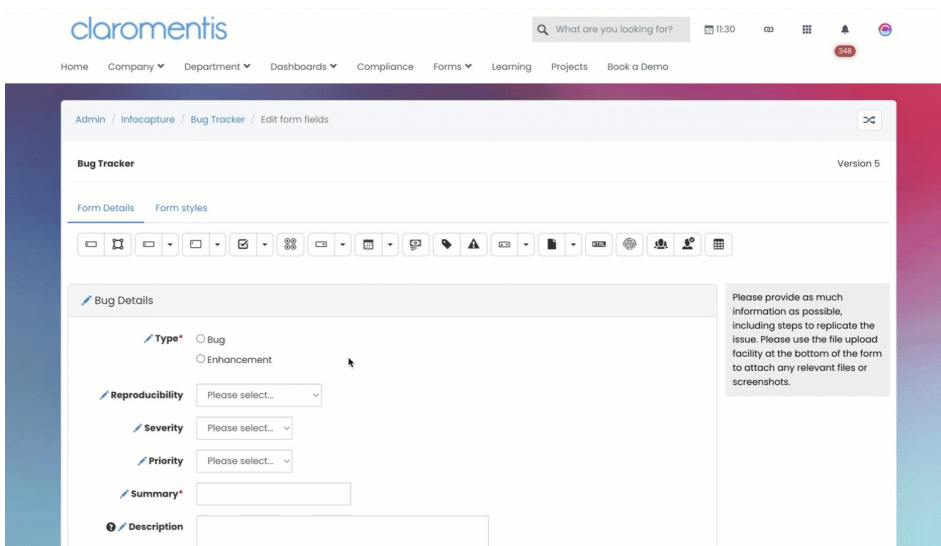 claromentis
What are you looking for?
11:30
348
Home Company Department Dashboards Compliance Forms Learning Projects Book a Demo
Admin / Infocapture / Bug Tracker / Edit form fields
Bug Tracker
Version 5
Form Details Form styles
HTML
Bug Details
Type*
Bug
Enhancement
Reproducibility
Please select...
Severity
Please select...
Priority
Please select...
Summary*
Description
Please provide as much
information as possible,
including steps to replicate the
issue. Please use the file upload
facility at the bottom of the form
to attach any relevant files or
screenshots.